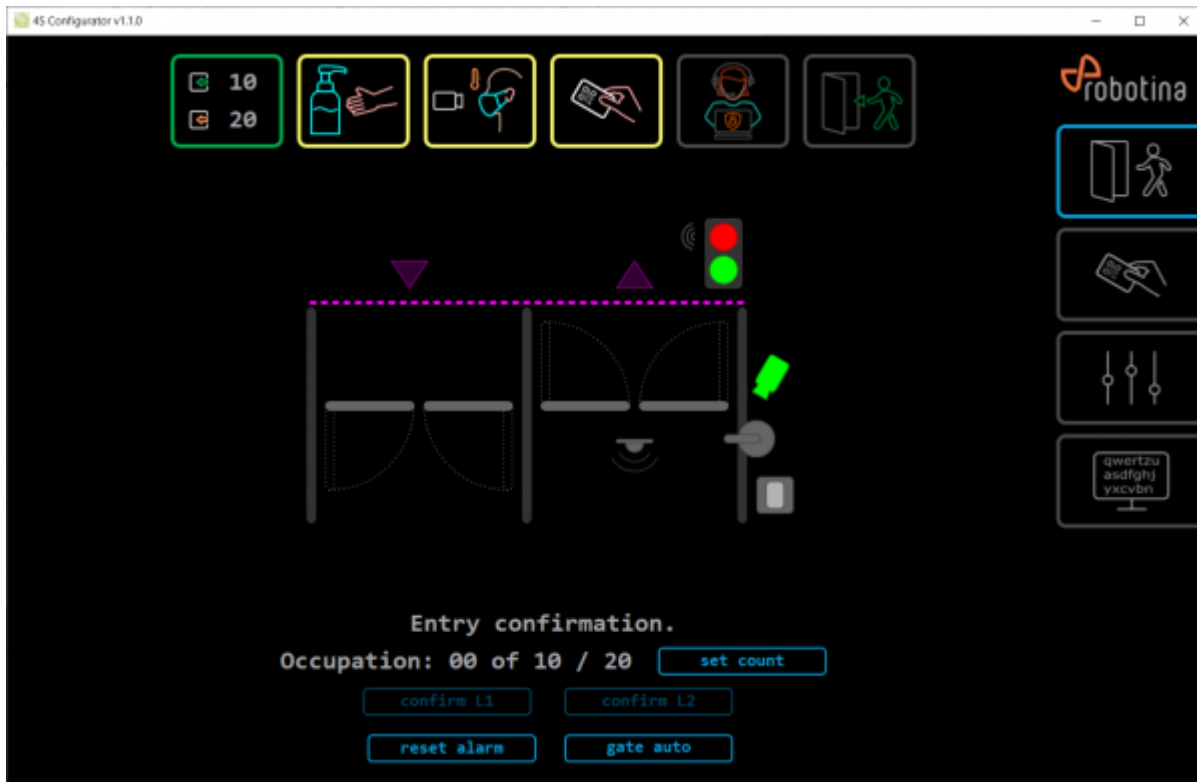 4S Configurator v1.1.0
10
20
robotina
qwertzu
asdfghj
yxcvbn
Entry confirmation.
Occupation: 00 of 10 / 20 set count
confirm L1 confirm L2
reset alarm gate auto